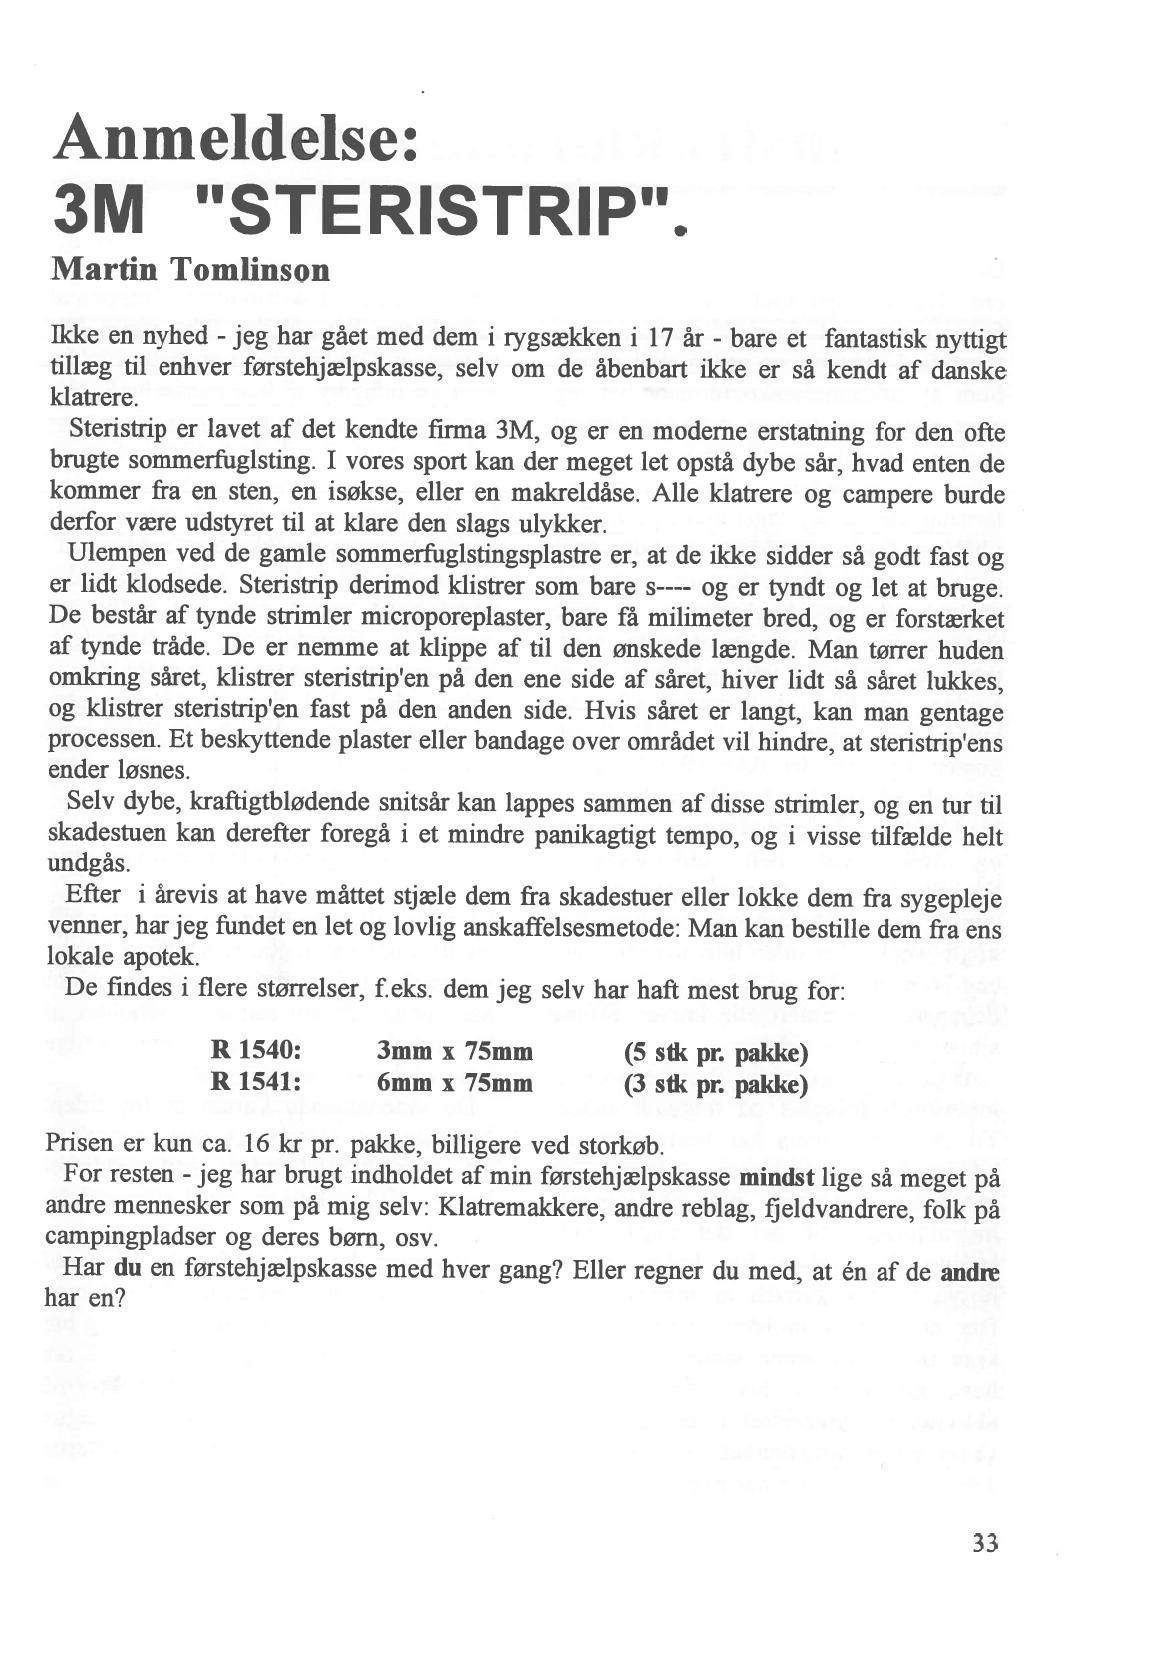 Anmeldelse:
3M "STERISTRIP".
Martin Tomlinson
Ikke en nyhed - jeg har gået med dem i rygsækken i 17 år - bare et fantastisk nyttigt
tillæg til enhver førstehjælpskasse, selv om de åbenbart ikke er så kendt af danske
klatrere.
Steristrip er lavet af det kendte firma 3M, og er en moderne erstatning for den ofte
brugte sommerfuglsting. I vores sport kan der meget let opstå dybe sår, hvad enten de
kommer fra en sten, en isøkse, eller en makreldåse. Alle klatrere og campere burde
derfor være udstyret til at klare den slags ulykker.
Ulempen ved de gamle sommerfuglstingsplastre er, at de ikke sidder så godt fast og
er lidt klodsede. Steristrip derimod klistrer som bare s---- og er tyndt og let at bruge.
De består af tynde strimler microporeplaster, bare få milimeter bred, og er forstærket
af tynde tråde. De er nemme at klippe af til den ønskede længde. Man tørrer huden
omkring såret, klistrer steristrip'en på den ene side af såret, hiver lidt så såret lukkes,
og klistrer steristrip'en fast på den anden side. Hvis såret er langt, kan man gentage
processen. Et beskyttende plaster eller bandage over området vil hindre, at steristrip'ens
ender løsnes.
Selv dybe, kraftigtblødende snitsår kan lappes sammen af disse strimler, og en tur til
skadestuen kan derefter foregå i et mindre panikagtigt tempo, og i visse tilfælde helt
undgås.
Efter i årevis at have måttet stjæle dem fra skadestuer eller lokke dem fra sygepleje
venner, har jeg fundet en let og lovlig anskaffelsesmetode: Man kan bestille dem fra ens
lokale apotek.
De findes i flere størrelser, f.eks. dem jeg selv har haft mest brug for:
R 1540: 3mm x 75mm (5 stk pr. pakke)
R 1541: 6mm x 75mm (3 stk pr. pakke)
Prisen er kun ca. 16 kr pr. pakke, billigere ved storkøb.
For resten - jeg har brugt indholdet af min førstehjælpskasse mindst lige så meget på
andre mennesker som på mig selv: Klatremakkere, andre reblag, fjeldvandrere, folk på
campingpladser og deres børn, osv.
Har du en førstehjælpskasse med hver gang? Eller regner du med, at én af de andre
har en?
33